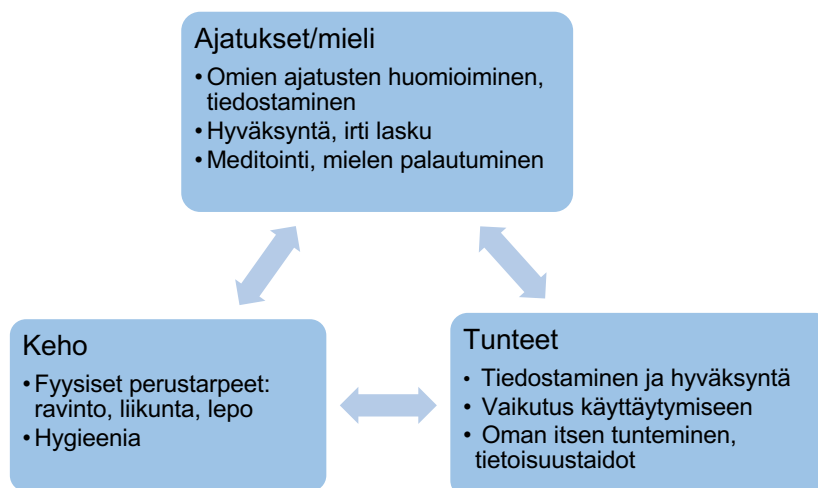 Ajatukset/mieli
• Omien ajatusten huomioiminen,
tiedostaminen
• Hyväksyntä, irti lasku
• Meditointi, mielen palautuminen
Keho
• Fyysiset perustarpeet:
ravinto, liikunta, lepo
• Hygieenia
Tunteet
• Tiedostaminen ja hyväksyntä
• Vaikutus käyttäytymiseen
• Oman itsen tunteminen,
tietoisuustaidot